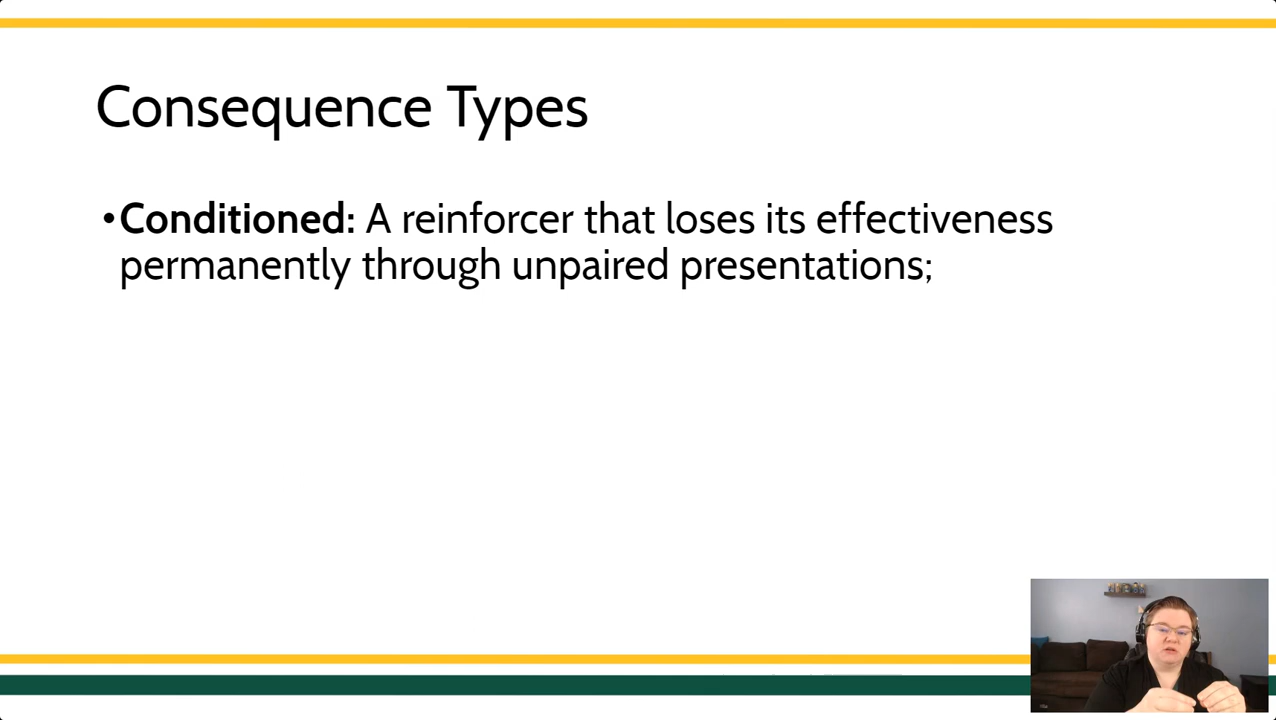 Consequence Types
•Conditioned: A reinforcer that loses its effectiveness
permanently through unpaired presentations;